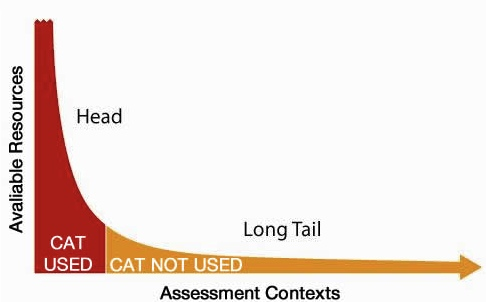 Head
Avaliable Resources
Long Tail
CAT
USED
CAT NOT USED
Assessment Contexts